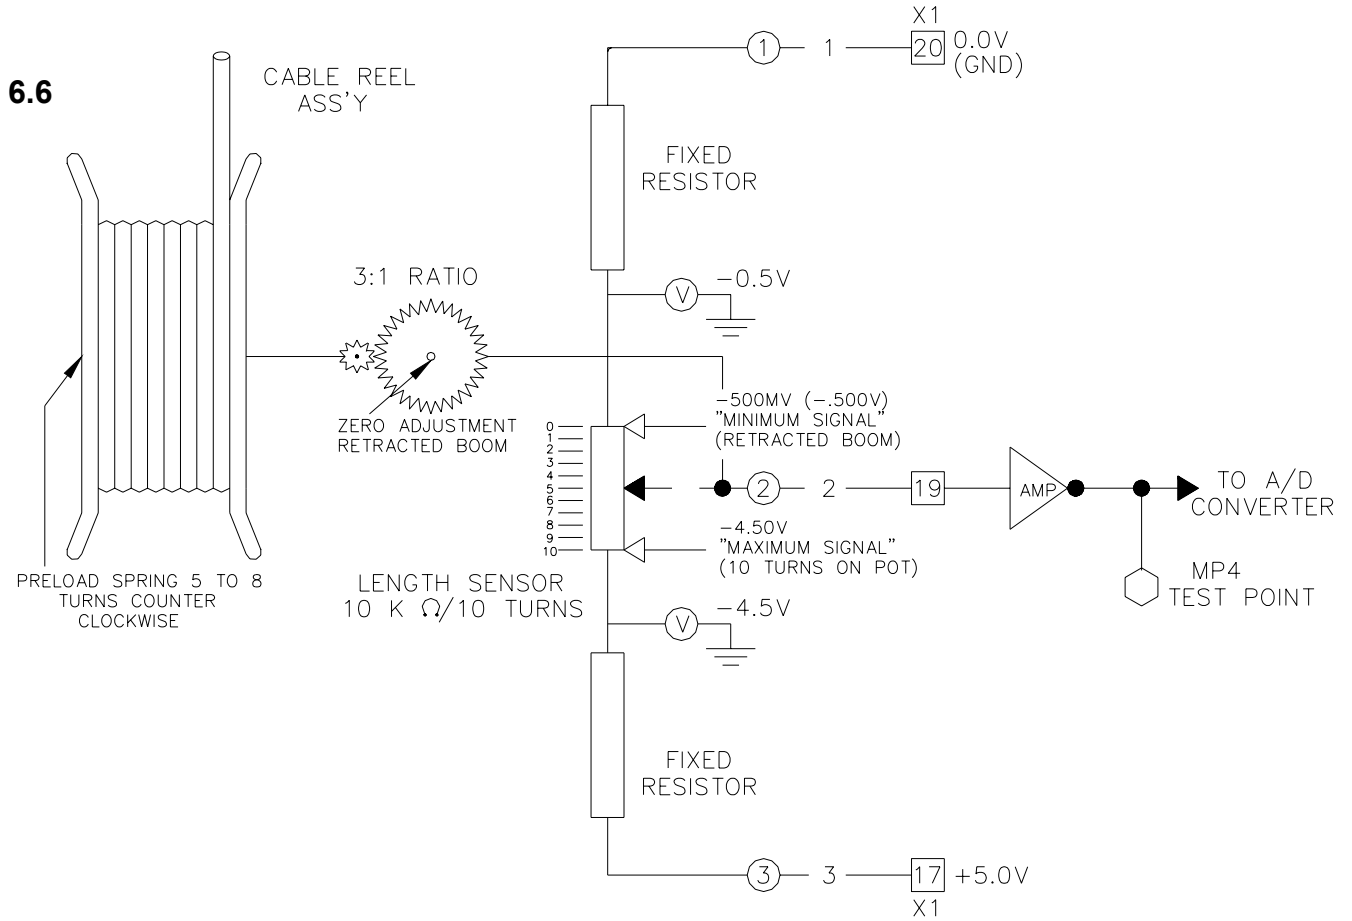 6.6
CABLE REEL
ASS'Y
X1
1
1
20
0.0V
(GND)
FIXED
RESISTOR
3:1 RATIO
V
-0.5V
ZERO ADJUSTMENT
RETRACTED BOOM
-500MV (-.500V)
"MINIMUM SIGNAL"
(RETRACTED BOOM)
0
1
2
3
4
5
6
7
8
9
10
2
2
19
AMP
TO A/D
CONVERTER
-4.50V
"MAXIMUM SIGNAL"
(10 TURNS ON POT)
MP4
TEST POINT
PRELOAD SPRING 5 TO 8
TURNS COUNTER
CLOCKWISE
LENGTH SENSOR
10 K Ω/10 TURNS
V
-4.5V
FIXED
RESISTOR
3
3
17
+5.0V
X1